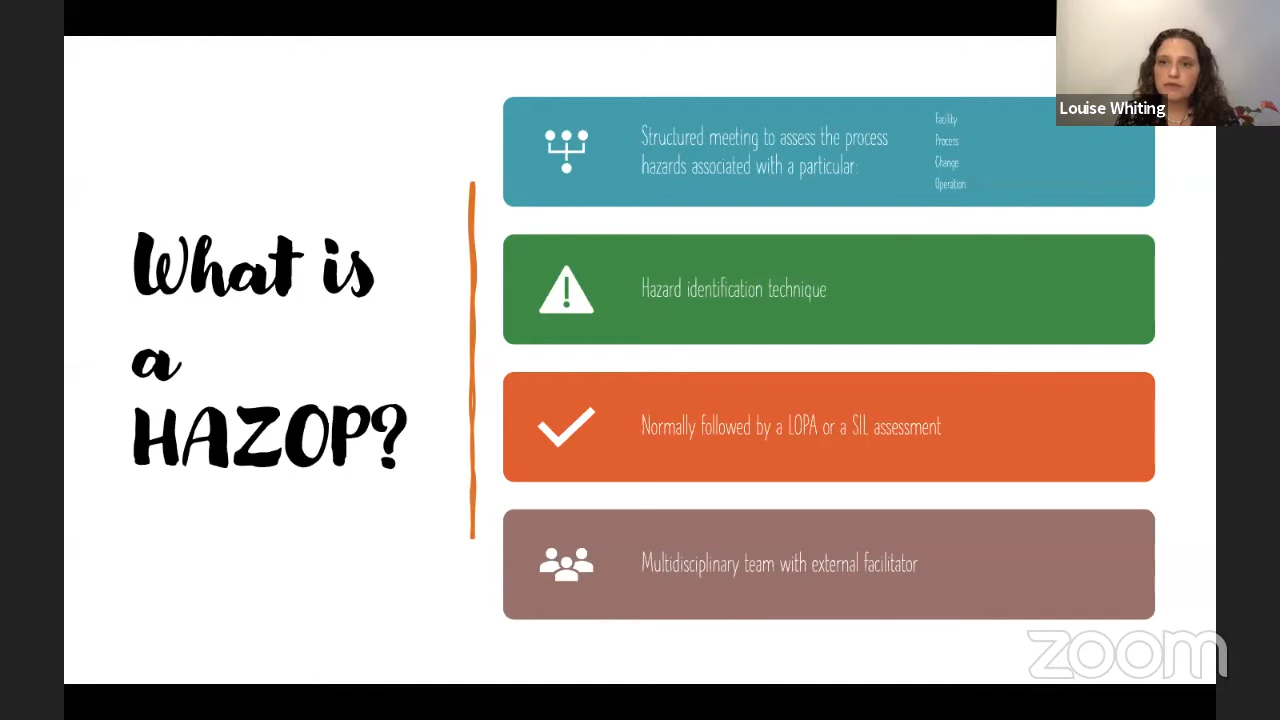 What is
a
HAZOP?
Structured meeting to assess the process
hazards associated with a particular:
Facility
Process
Change
Operation
Hazard identification technique
Normally followed by a LOPA or a SIL assessment
Multidisciplinary team with external facilitator
Louise Whiting
zoom